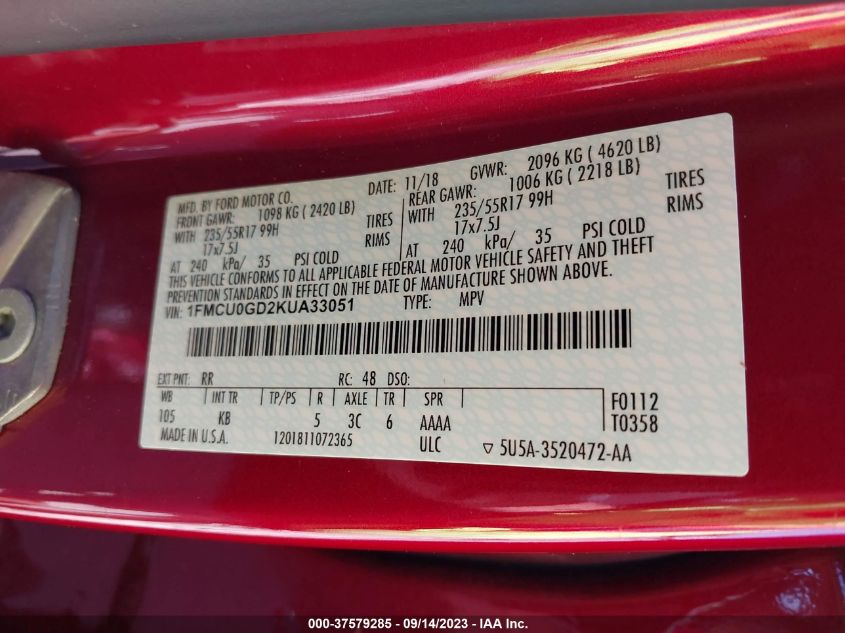 MFD. BY FORD MOTOR CO. DATE: 11/18 GVWR: 2096 KG ( 4620 LB)
FRONT GAWR: 1098 KG ( 2420 LB) REAR GAWR: 1006 KG ( 2218 LB)
WITH 235/55R17 99H TIRES WITH 235/55R17 99H TIRES
17x7.5J RIMS 17x7.5J RIMS
AT 240 kPa/ 35 PSI COLD AT 240 kPa/ 35 PSI COLD
THIS VEHICLE CONFORMS TO ALL APPLICABLE FEDERAL MOTOR VEHICLE SAFETY AND THEFT
PREVENTION STANDARDS IN EFFECT ON THE DATE OF MANUFACTURE SHOWN ABOVE.
VIN: 1FMCU0GD2KUA33051 TYPE: MPV
EXT PNT: RR RC: 48 DSO:
WB INT TR TP/PS R AXLE TR SPR F0112
105 KB 5 3C 6 AAAA T0358
MADE IN U.S.A. 1201811072365 ULC 5U5A-3520472-AA
000-37579285 - 09/14/2023 - IAA Inc.